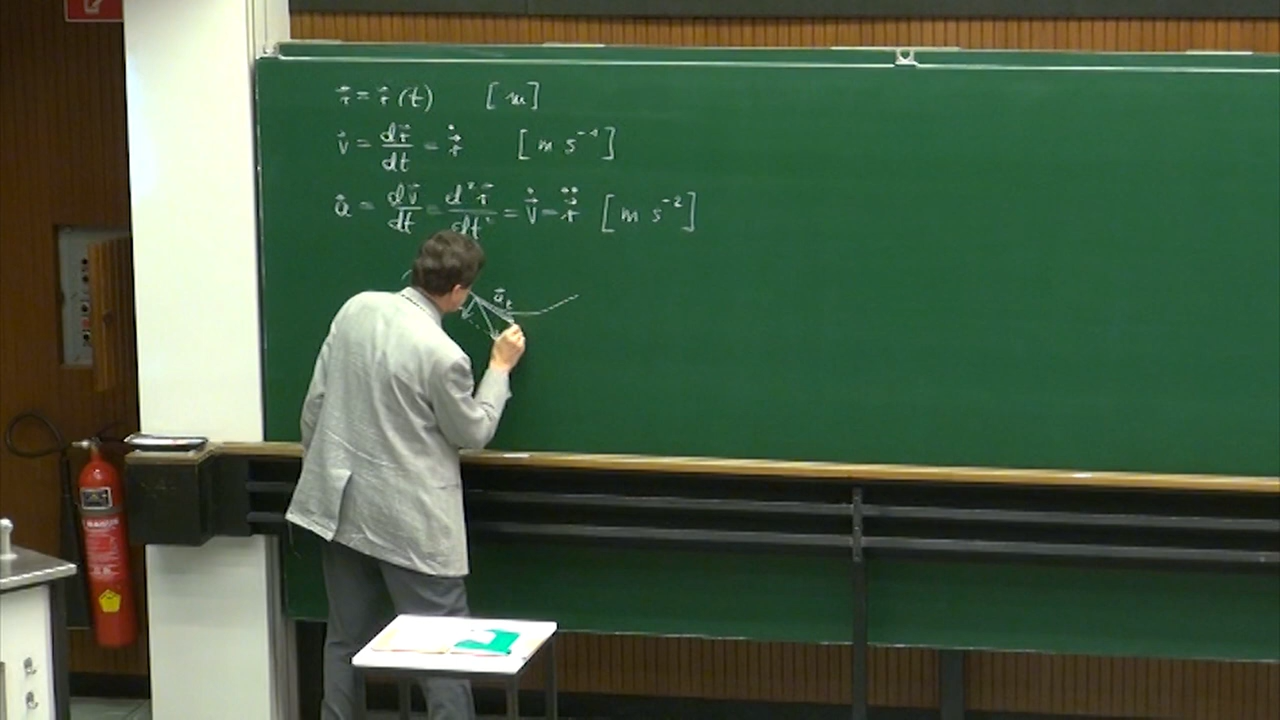 r⃗ = r⃗ (t) [m]
v⃗ = dr⃗/dt = ṙ⃗ [m s⁻¹]
a⃗ = dv⃗/dt = d²r⃗/dt² = v̇⃗ = r̈⃗ [m s⁻²]
a⃗ₜ